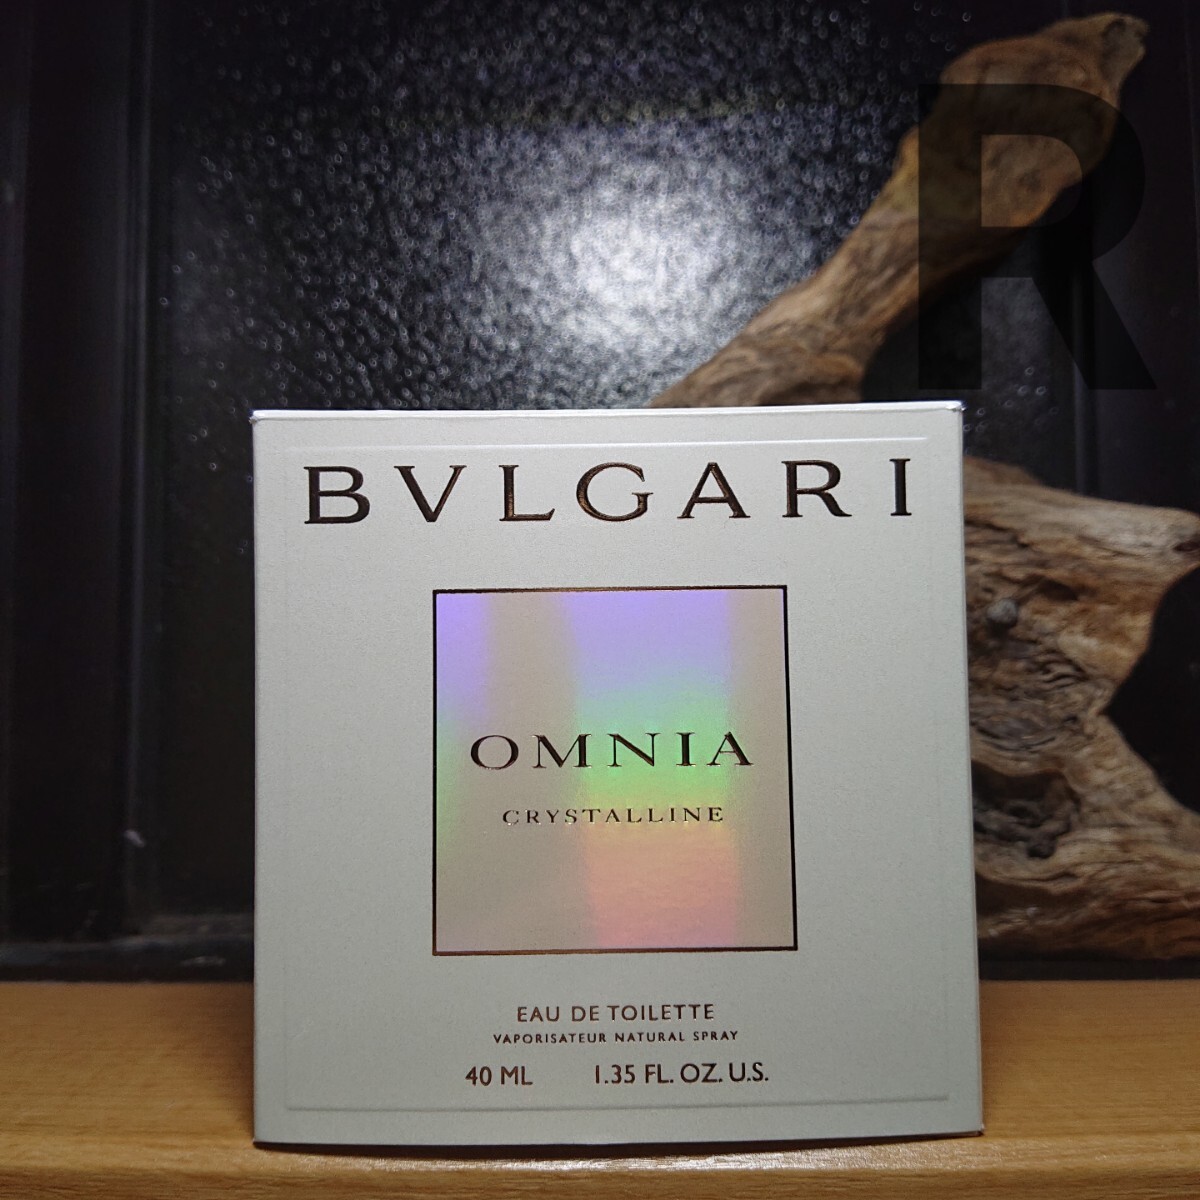 R
BVLGARI
OMNIA
CRYSTALLINE
EAU DE TOILETTE
VAPORISATEUR NATURAL SPRAY
40 ML 1.35 FL. OZ. U.S.